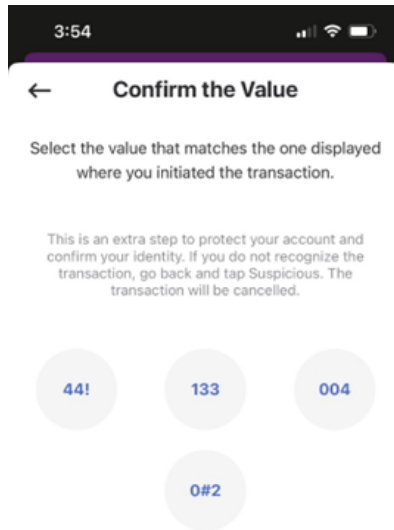 3:54
Confirm the Value
Select the value that matches the one displayed
where you initiated the transaction.
This is an extra step to protect your account and
confirm your identity. If you do not recognize the
transaction, go back and tap Suspicious. The
transaction will be cancelled.
44! 133 004
0#2